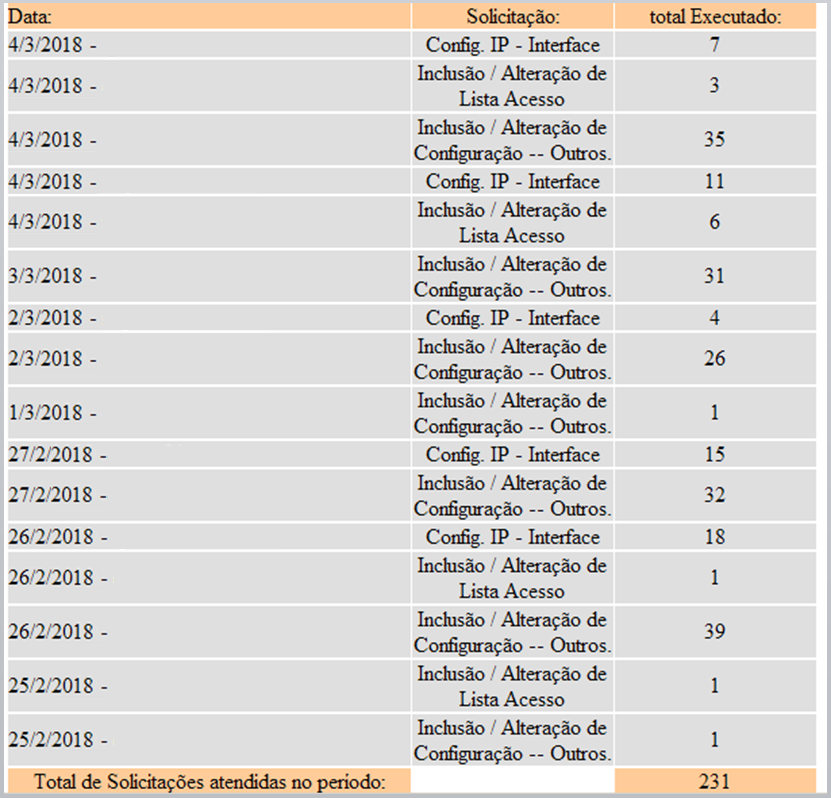 Data: Solicitação: total Executado:
4/3/2018 - Config. IP - Interface 7
4/3/2018 - Inclusão / Alteração de
Lista Acesso 3
4/3/2018 - Inclusão / Alteração de
Configuração -- Outros. 35
4/3/2018 - Config. IP - Interface 11
4/3/2018 - Inclusão / Alteração de
Lista Acesso 6
3/3/2018 - Inclusão / Alteração de
Configuração -- Outros. 31
2/3/2018 - Config. IP - Interface 4
2/3/2018 - Inclusão / Alteração de
Configuração -- Outros. 26
1/3/2018 - Inclusão / Alteração de
Configuração -- Outros. 1
27/2/2018 - Config. IP - Interface 15
27/2/2018 - Inclusão / Alteração de
Configuração -- Outros. 32
26/2/2018 - Config. IP - Interface 18
26/2/2018 - Inclusão / Alteração de
Lista Acesso 1
26/2/2018 - Inclusão / Alteração de
Configuração -- Outros. 39
25/2/2018 - Inclusão / Alteração de
Lista Acesso 1
25/2/2018 - Inclusão / Alteração de
Configuração -- Outros. 1
Total de Solicitações atendidas no periodo: 231